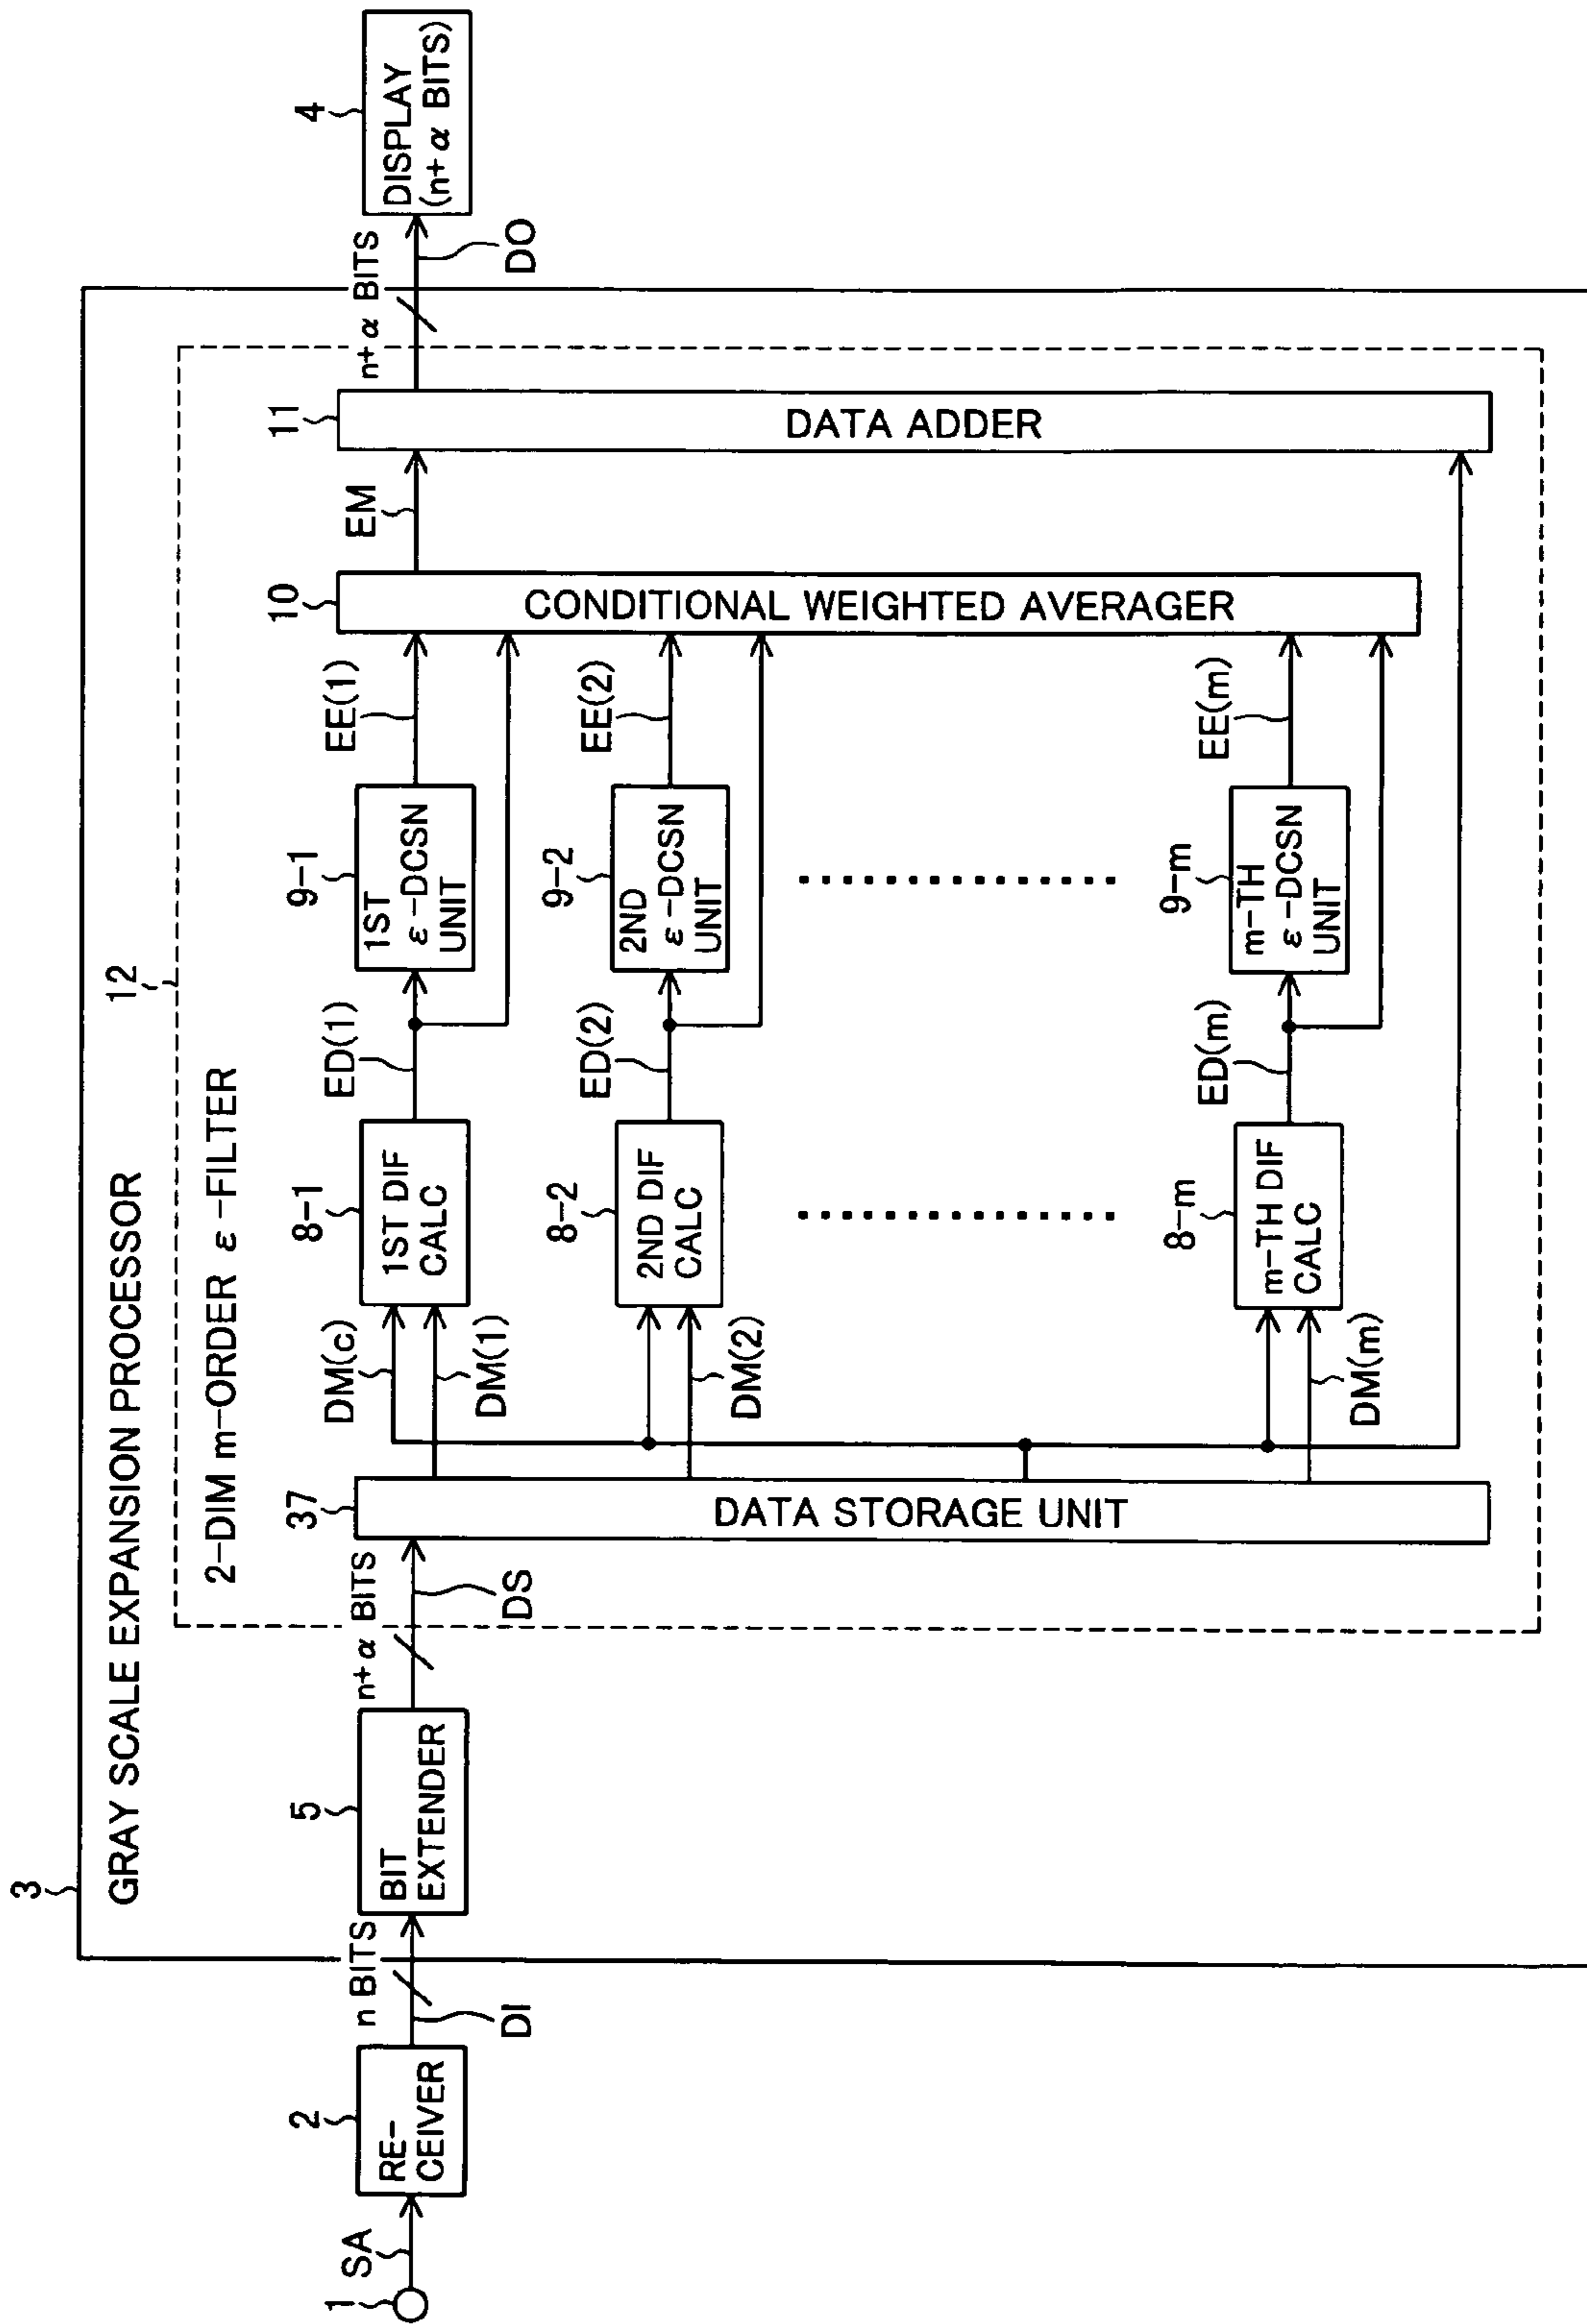 3
GRAY SCALE EXPANSION PROCESSOR
12
2-DIM m-ORDER ε-FILTER
1
SA
2
RE-
CEIVER
n BITS
DI
5
BIT
EXTENDER
n+α BITS
DS
37
DATA STORAGE UNIT
DM(c)
DM(1)
8-1
1ST DIF
CALC
ED(1)
9-1
1ST
ε-DCSN
UNIT
EE(1)
DM(2)
8-2
2ND DIF
CALC
ED(2)
9-2
2ND
ε-DCSN
UNIT
EE(2)
DM(m)
8-m
m-TH DIF
CALC
ED(m)
9-m
m-TH
ε-DCSN
UNIT
EE(m)
10
CONDITIONAL WEIGHTED AVERAGER
EM
11
DATA ADDER
n+α BITS
DO
4
DISPLAY
(n+α BITS)